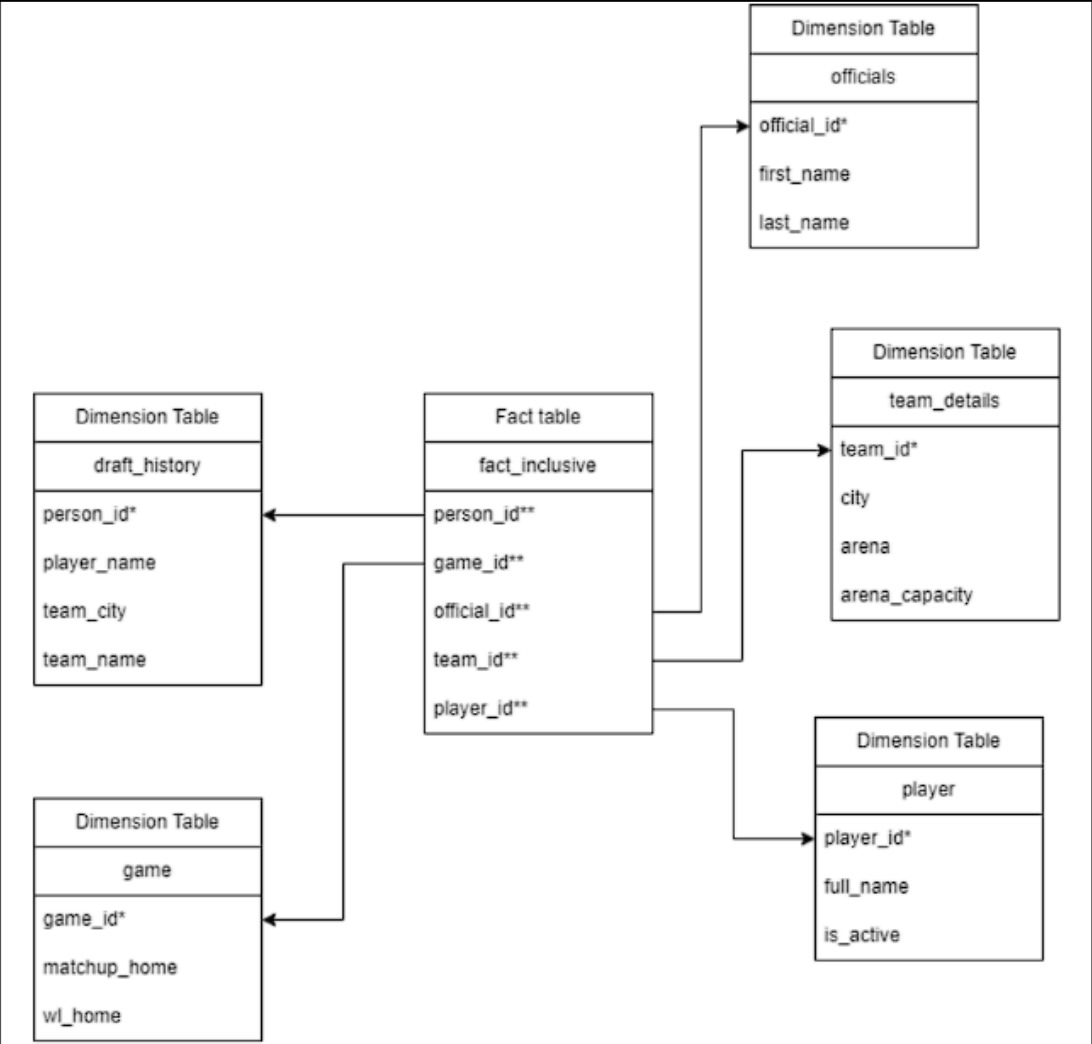 Dimension Table
officials
official_id*
first_name
last_name
Dimension Table
team_details
team_id*
city
arena
arena_capacity
Dimension Table
draft_history
person_id*
player_name
team_city
team_name
Fact table
fact_inclusive
person_id**
game_id**
official_id**
team_id**
player_id**
Dimension Table
player
player_id*
full_name
is_active
Dimension Table
game
game_id*
matchup_home
wl_home